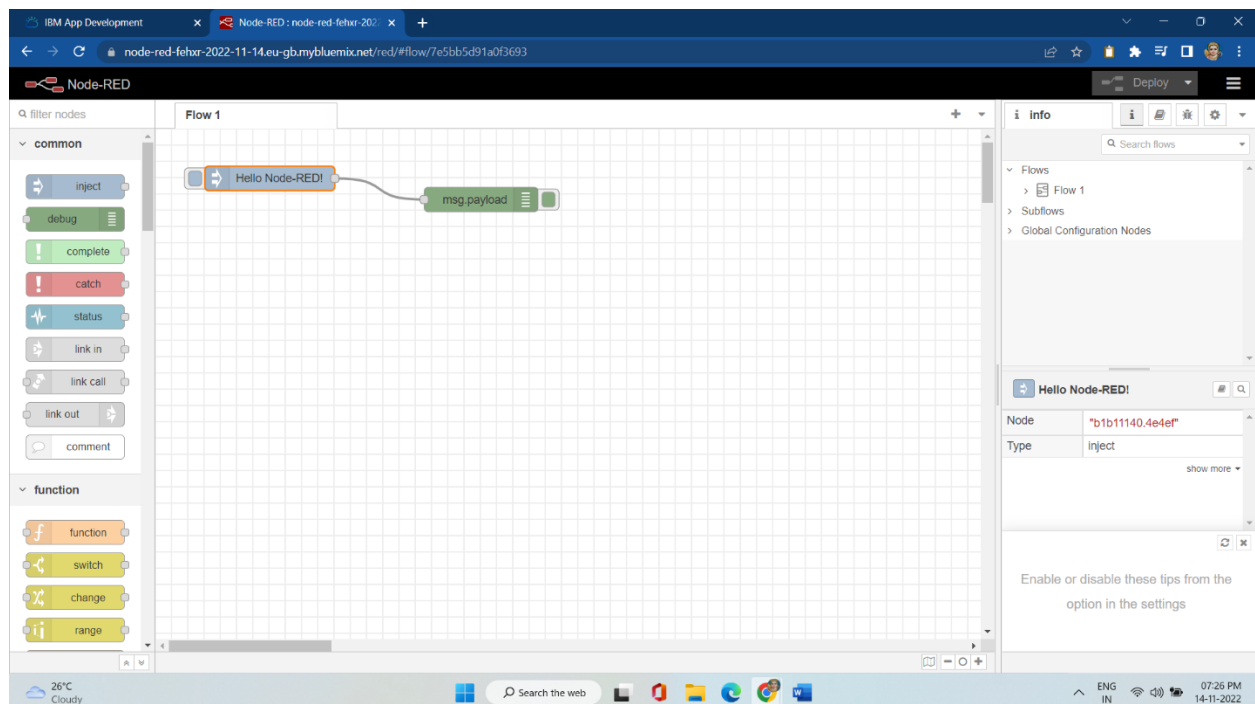 IBM App Development
Node-RED : node-red-fehxr-202
node-red-fehxr-2022-11-14.eu-gb.mybluemix.net/red/#flow/7e5bb5d91a0f3693
Node-RED
Deploy
filter nodes
Flow 1
i info
common
Search flows
Hello Node-RED!
msg.payload
inject
debug
complete
catch
status
link in
link call
link out
comment
function
function
switch
change
range
Flows
Flow 1
Subflows
Global Configuration Nodes
Hello Node-RED!
Node "b1b11140.4e4ef"
Type inject
show more
Enable or disable these tips from the
option in the settings
26°C
Cloudy
Search the web
ENG
IN
07:26 PM
14-11-2022